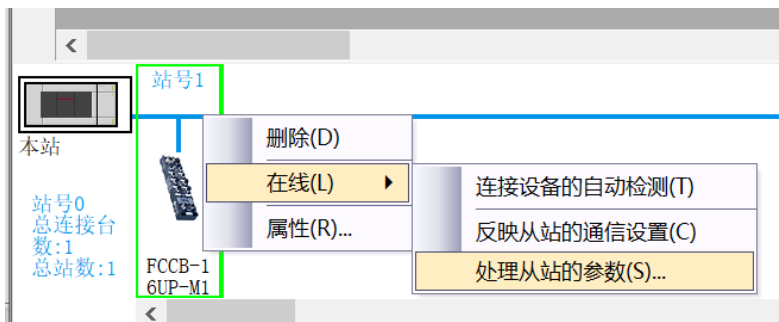 站号1
本站
站号0
总连接台
数:1
总站数:1
FCCB-1
6UP-M1
删除(D)
在线(L)
属性(R)...
连接设备的自动检测(T)
反映从站的通信设置(C)
处理从站的参数(S)...